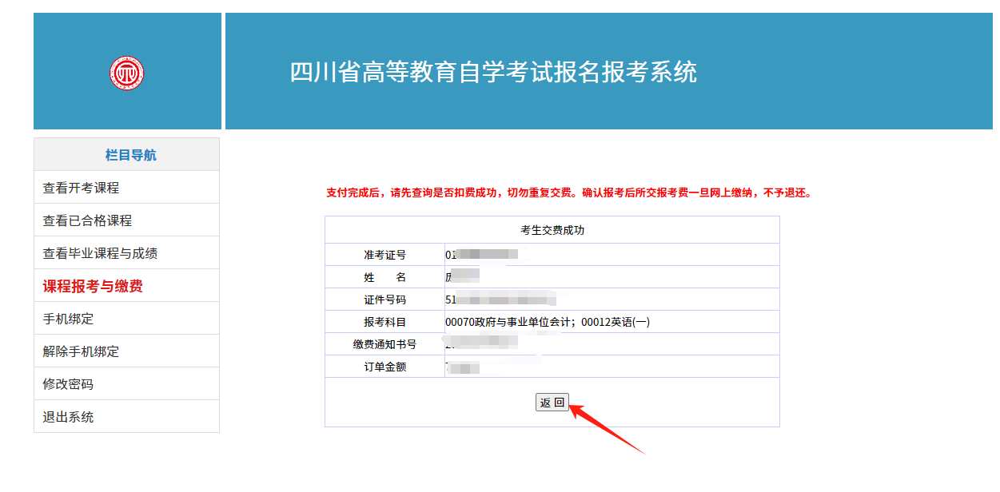 四川省高等教育自学考试报名报考系统
栏目导航
查看开考课程
查看已合格课程
查看毕业课程与成绩
课程报考与缴费
手机绑定
解除手机绑定
修改密码
退出系统
支付完成后，请先查询是否扣费成功，切勿重复交费。确认报考后所交报考费一旦网上缴纳，不予退还。
考生交费成功
准考证号 01
姓 名
证件号码 51
报考科目 00070政府与事业单位会计；00012英语(一)
缴费通知书号
订单金额
返 回